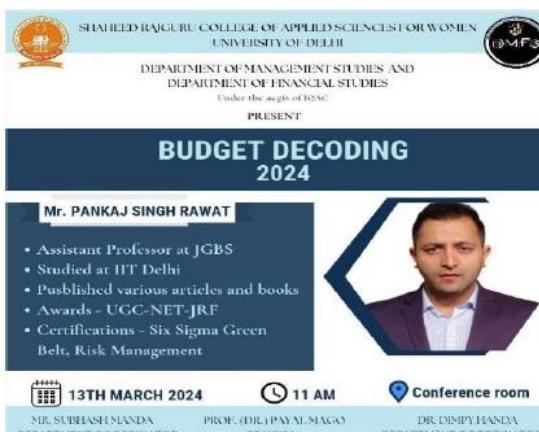 SHAHEED RAJGURU COLLEGE OF APPLIED SCIENCES FOR WOMEN
UNIVERSITY OF DELHI
DEPARTMENT OF MANAGEMENT STUDIES AND
DEPARTMENT OF FINANCIAL STUDIES
Under the aegis of IQAC
PRESENT
BUDGET DECODING
2024
Mr. PANKAJ SINGH RAWAT
• Assistant Professor at JGBS
• Studied at IIT Delhi
• Pusblished various articles and books
• Awards - UGC-NET-JRF
• Certifications - Six Sigma Green
Belt, Risk Management
13TH MARCH 2024
11 AM
Conference room
MR. SUBHASH MANDA
PROF. (DR.) PAYAL MAGO
DR. DIMPY HANDA